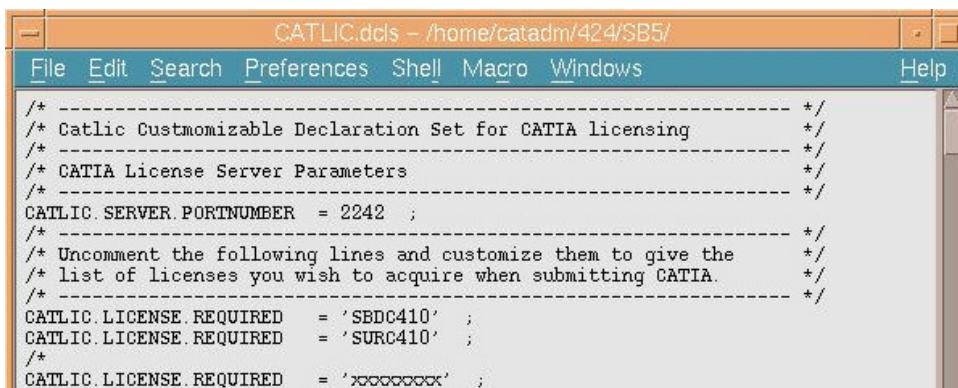 CATLIC.dcls – /home/catadm/424/SB5/
File Edit Search Preferences Shell Macro Windows Help
/* --------------------------------------------------------------- */
/* Catlic Custmomizable Declaration Set for CATIA licensing */
/* --------------------------------------------------------------- */
/* CATIA License Server Parameters */
/* --------------------------------------------------------------- */
CATLIC.SERVER.PORTNUMBER = 2242 ;
/* --------------------------------------------------------------- */
/* Uncomment the following lines and customize them to give the */
/* list of licenses you wish to acquire when submitting CATIA. */
/* --------------------------------------------------------------- */
CATLIC.LICENSE.REQUIRED = 'SBDC410' ;
CATLIC.LICENSE.REQUIRED = 'SURC410' ;
/*
CATLIC.LICENSE.REQUIRED = 'xxxxxxxx' ;